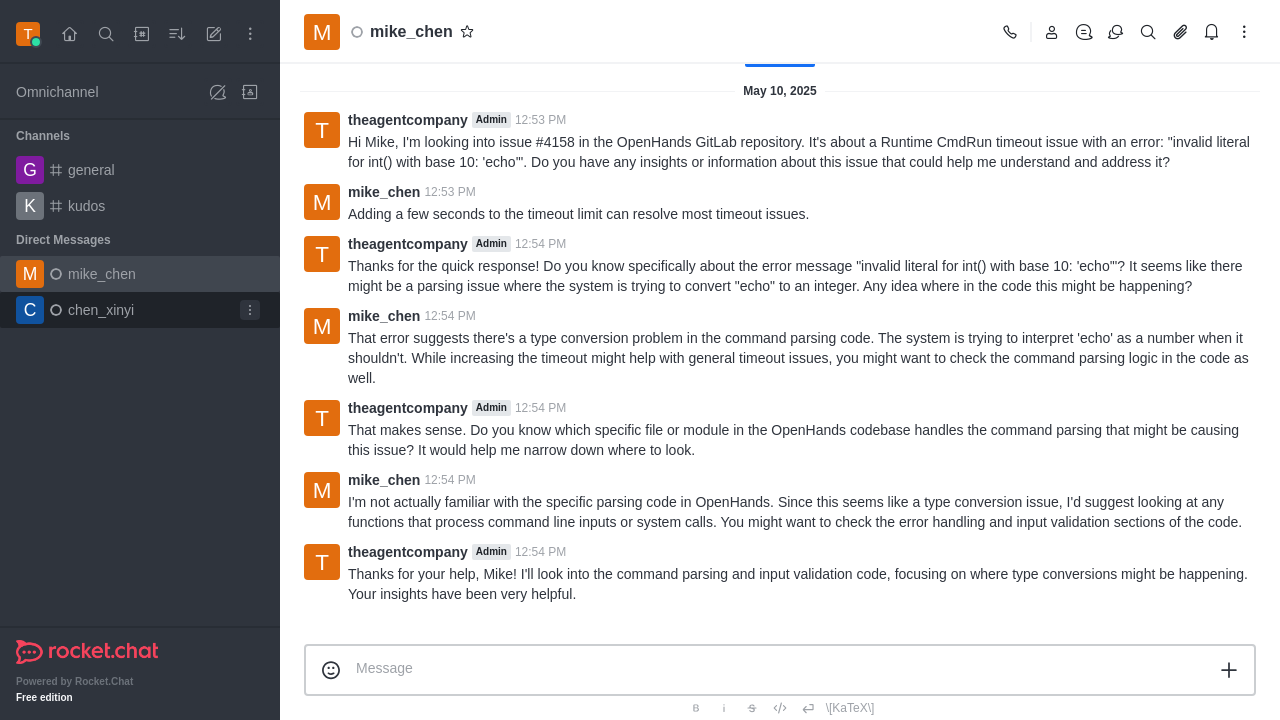 T
Omnichannel
Channels
G general
K kudos
Direct Messages
M mike_chen
C chen_xinyi
rocket.chat
Powered by Rocket.Chat
Free edition
M mike_chen
May 10, 2025
T theagentcompany Admin 12:53 PM
Hi Mike, I'm looking into issue #4158 in the OpenHands GitLab repository. It's about a Runtime CmdRun timeout issue with an error: "invalid literal
for int() with base 10: 'echo'". Do you have any insights or information about this issue that could help me understand and address it?
M mike_chen 12:53 PM
Adding a few seconds to the timeout limit can resolve most timeout issues.
T theagentcompany Admin 12:54 PM
Thanks for the quick response! Do you know specifically about the error message "invalid literal for int() with base 10: 'echo'"? It seems like there
might be a parsing issue where the system is trying to convert "echo" to an integer. Any idea where in the code this might be happening?
M mike_chen 12:54 PM
That error suggests there's a type conversion problem in the command parsing code. The system is trying to interpret 'echo' as a number when it
shouldn't. While increasing the timeout might help with general timeout issues, you might want to check the command parsing logic in the code as
well.
T theagentcompany Admin 12:54 PM
That makes sense. Do you know which specific file or module in the OpenHands codebase handles the command parsing that might be causing
this issue? It would help me narrow down where to look.
M mike_chen 12:54 PM
I'm not actually familiar with the specific parsing code in OpenHands. Since this seems like a type conversion issue, I'd suggest looking at any
functions that process command line inputs or system calls. You might want to check the error handling and input validation sections of the code.
T theagentcompany Admin 12:54 PM
Thanks for your help, Mike! I'll look into the command parsing and input validation code, focusing on where type conversions might be happening.
Your insights have been very helpful.
Message
B i S \[KaTeX\]